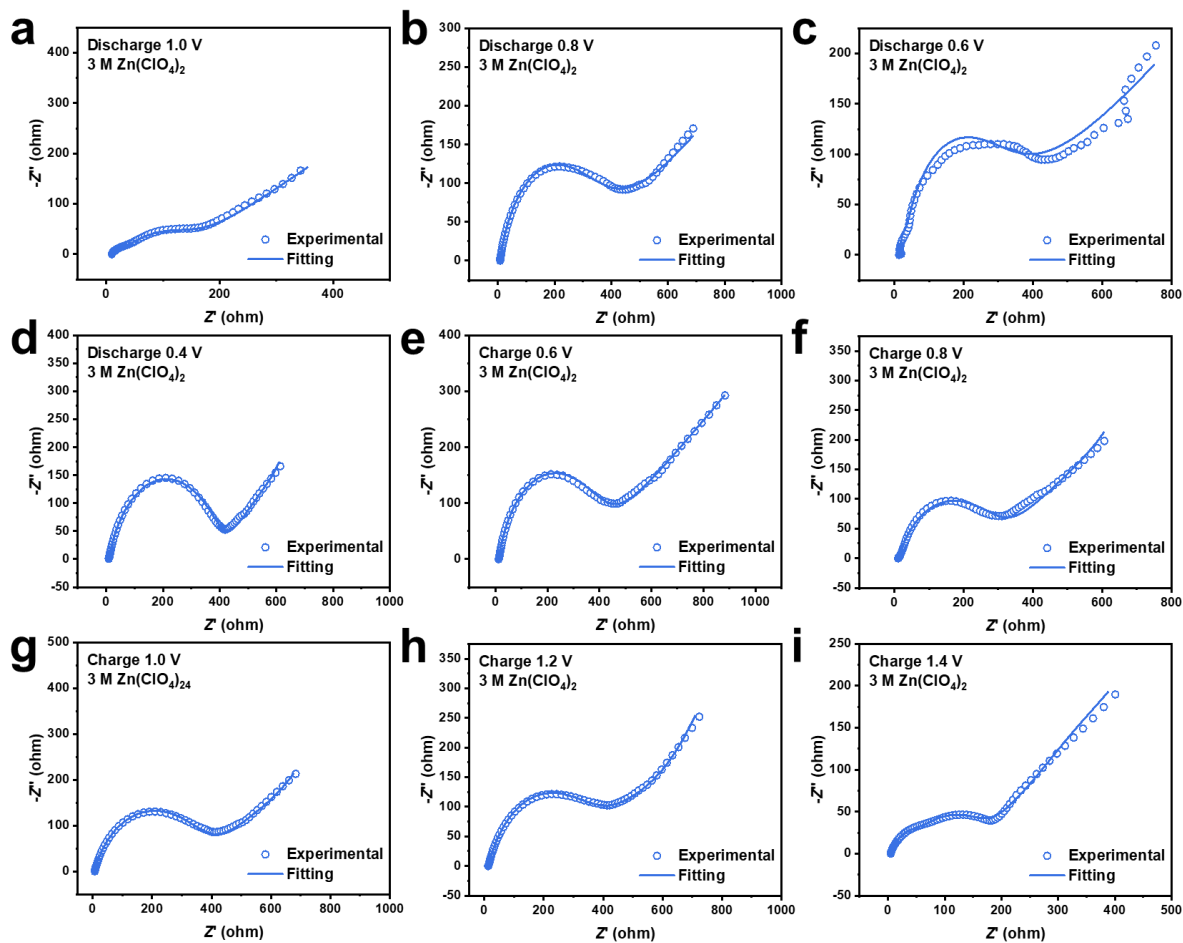 a
Discharge 1.0 V
3 M Zn(ClO₄)₂
400
300
200
100
0
-Z'' (ohm)
Experimental
Fitting
0
200
400
Z' (ohm)
b
Discharge 0.8 V
3 M Zn(ClO₄)₂
300
250
200
150
100
50
0
-Z'' (ohm)
Experimental
Fitting
0
200
400
600
800
1000
Z' (ohm)
c
Discharge 0.6 V
3 M Zn(ClO₄)₂
200
150
100
50
0
-Z'' (ohm)
Experimental
Fitting
0
200
400
600
800
Z' (ohm)
d
Discharge 0.4 V
3 M Zn(ClO₄)₂
400
350
300
250
200
150
100
50
0
-50
-Z'' (ohm)
Experimental
Fitting
0
200
400
600
800
1000
Z' (ohm)
e
Charge 0.6 V
3 M Zn(ClO₄)₂
400
350
300
250
200
150
100
50
0
-50
-Z'' (ohm)
Experimental
Fitting
0
200
400
600
800
1000
Z' (ohm)
f
Charge 0.8 V
3 M Zn(ClO₄)₂
350
300
250
200
150
100
50
0
-50
-Z'' (ohm)
Experimental
Fitting
0
200
400
600
800
Z' (ohm)
g
Charge 1.0 V
3 M Zn(ClO₄)₂₄
500
400
300
200
100
0
-Z'' (ohm)
Experimental
Fitting
0
200
400
600
800
1000
Z' (ohm)
h
Charge 1.2 V
3 M Zn(ClO₄)₂
350
300
250
200
150
100
50
0
-50
-Z'' (ohm)
Experimental
Fitting
0
200
400
600
800
1000
Z' (ohm)
i
Charge 1.4 V
3 M Zn(ClO₄)₂
250
200
150
100
50
0
-50
-Z'' (ohm)
Experimental
Fitting
0
100
200
300
400
500
Z' (ohm)